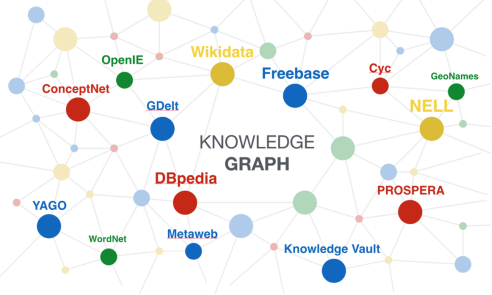 Wikidata
OpenIE
Freebase
Cyc
GeoNames
ConceptNet
GDelt
NELL
KNOWLEDGE
GRAPH
DBpedia
PROSPERA
YAGO
WordNet
Metaweb
Knowledge Vault